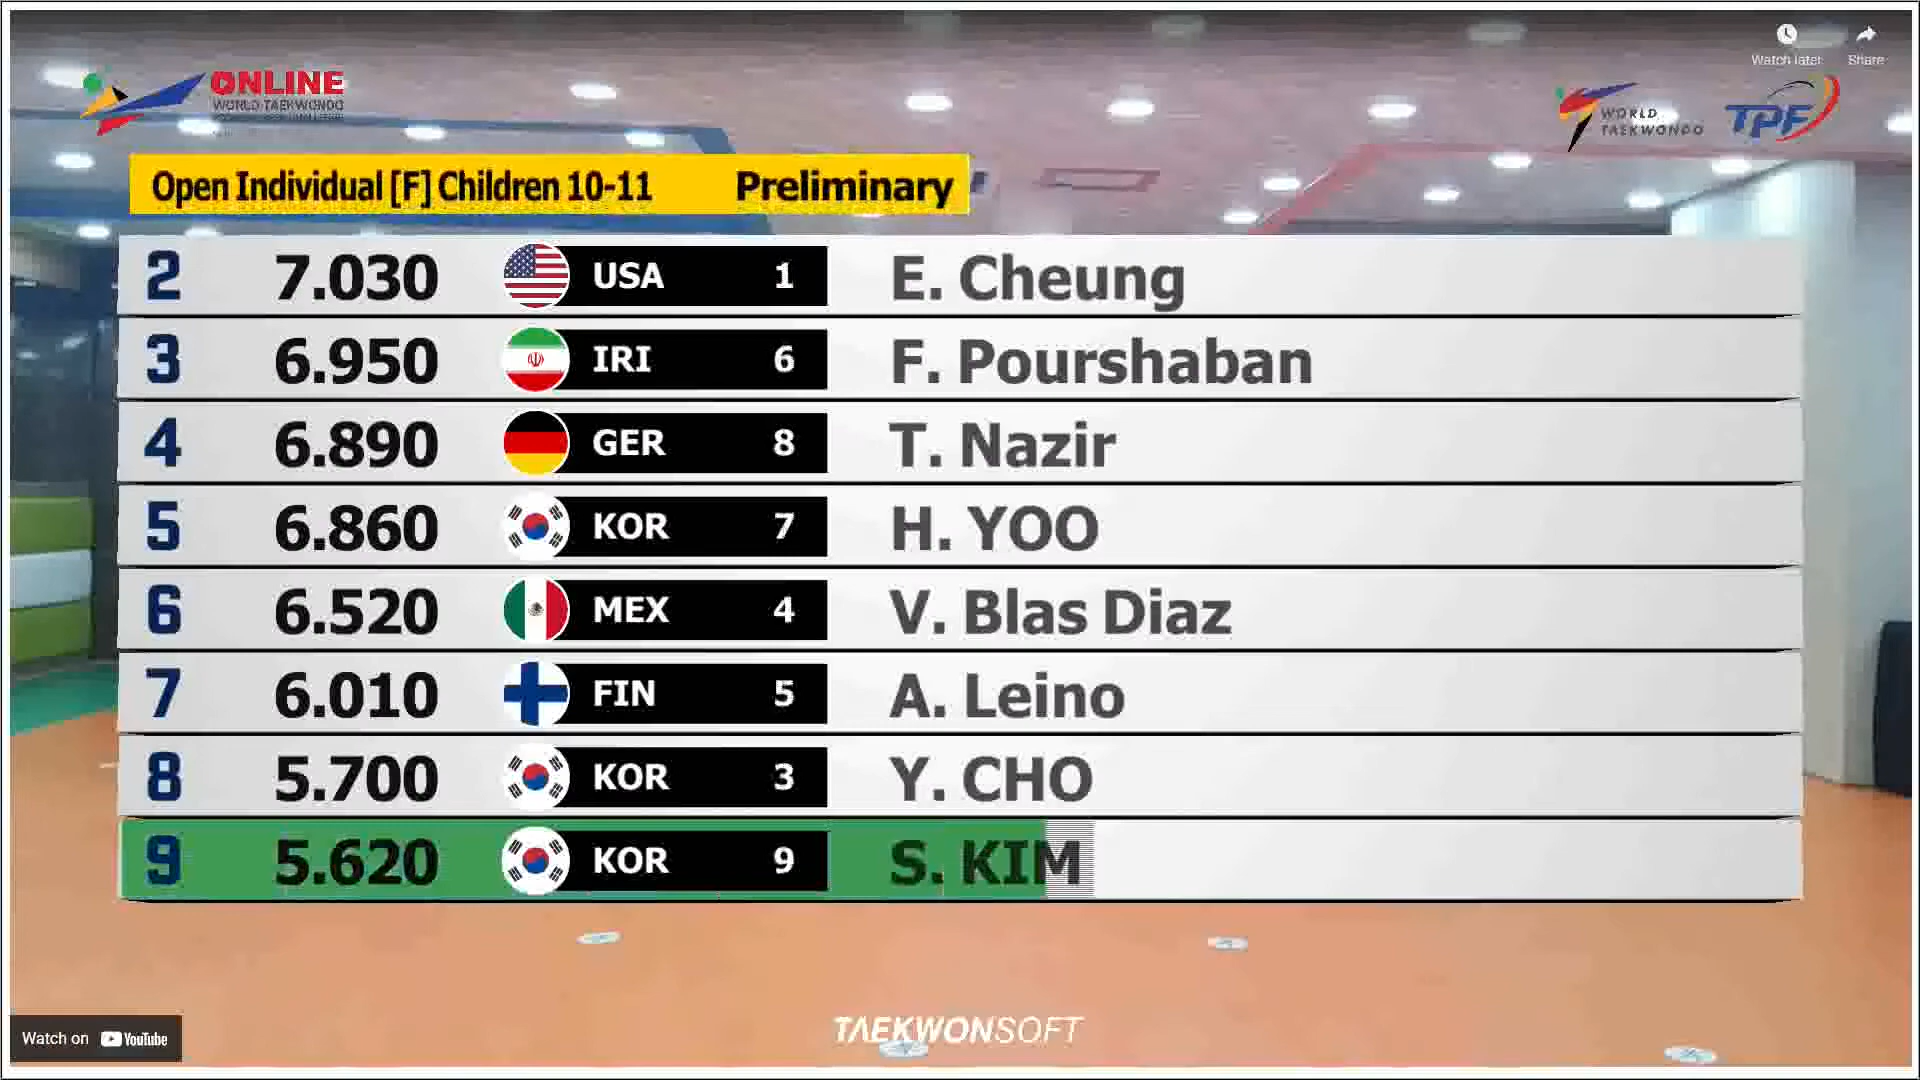 Watch later
Share
ONLINE
WORLD TAEKWONDO
WORLD
TAEKWONDO
TPF
Open Individual [F] Children 10-11 Preliminary
2 7.030 USA 1 E. Cheung
3 6.950 IRI 6 F. Pourshaban
4 6.890 GER 8 T. Nazir
5 6.860 KOR 7 H. YOO
6 6.520 MEX 4 V. Blas Diaz
7 6.010 FIN 5 A. Leino
8 5.700 KOR 3 Y. CHO
9 5.620 KOR 9 S. KIM
TAEKWONSOFT
Watch on YouTube